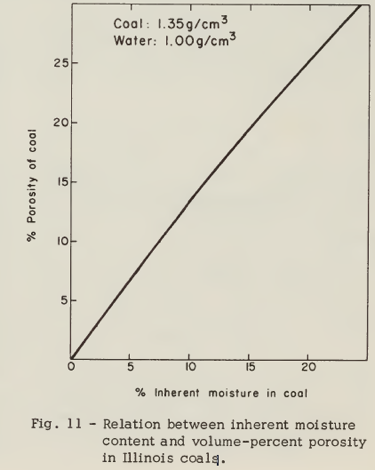 Coal: 1.35g/cm3
Water: 1.00g/cm3
25
20
15
10
5
% Porosity of coal
0
5
10
15
20
% Inherent moisture in coal
Fig. 11 - Relation between inherent moisture
content and volume-percent porosity
in Illinois coals.